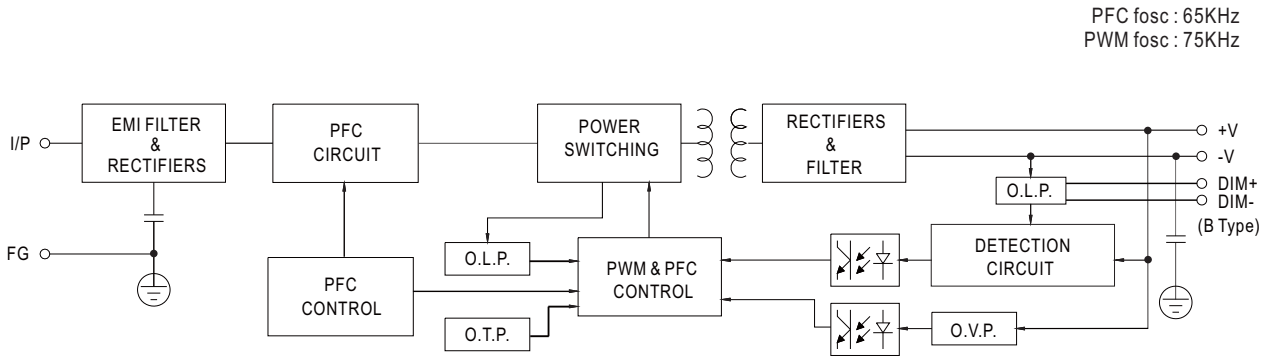 PFC fosc : 65KHz
PWM fosc : 75KHz
I/P
EMI FILTER
&
RECTIFIERS
PFC
CIRCUIT
POWER
SWITCHING
RECTIFIERS
&
FILTER
+V
-V
DIM+
DIM-
(B Type)
O.L.P.
FG
O.L.P.
PFC
CONTROL
PWM & PFC
CONTROL
DETECTION
CIRCUIT
O.T.P.
O.V.P.